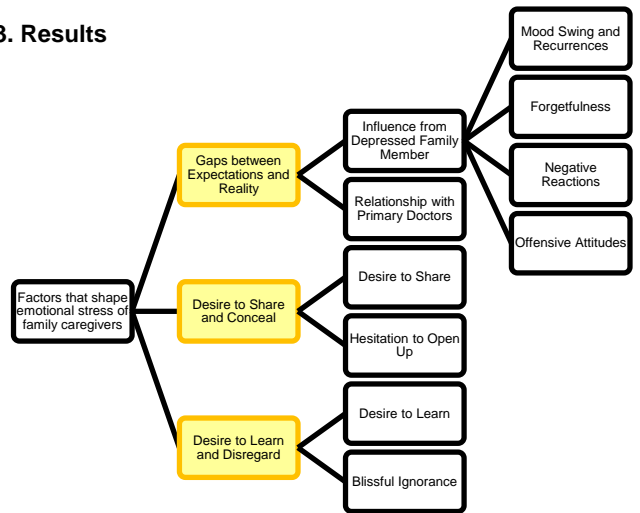 3. Results
Mood Swing and
Recurrences
Forgetfulness
Negative
Reactions
Offensive Attitudes
Influence from
Depressed Family
Member
Relationship with
Primary Doctors
Gaps between
Expectations and
Reality
Factors that shape
emotional stress of
family caregivers
Desire to Share
and Conceal
Desire to Share
Hesitation to Open
Up
Desire to Learn
and Disregard
Desire to Learn
Blissful Ignorance